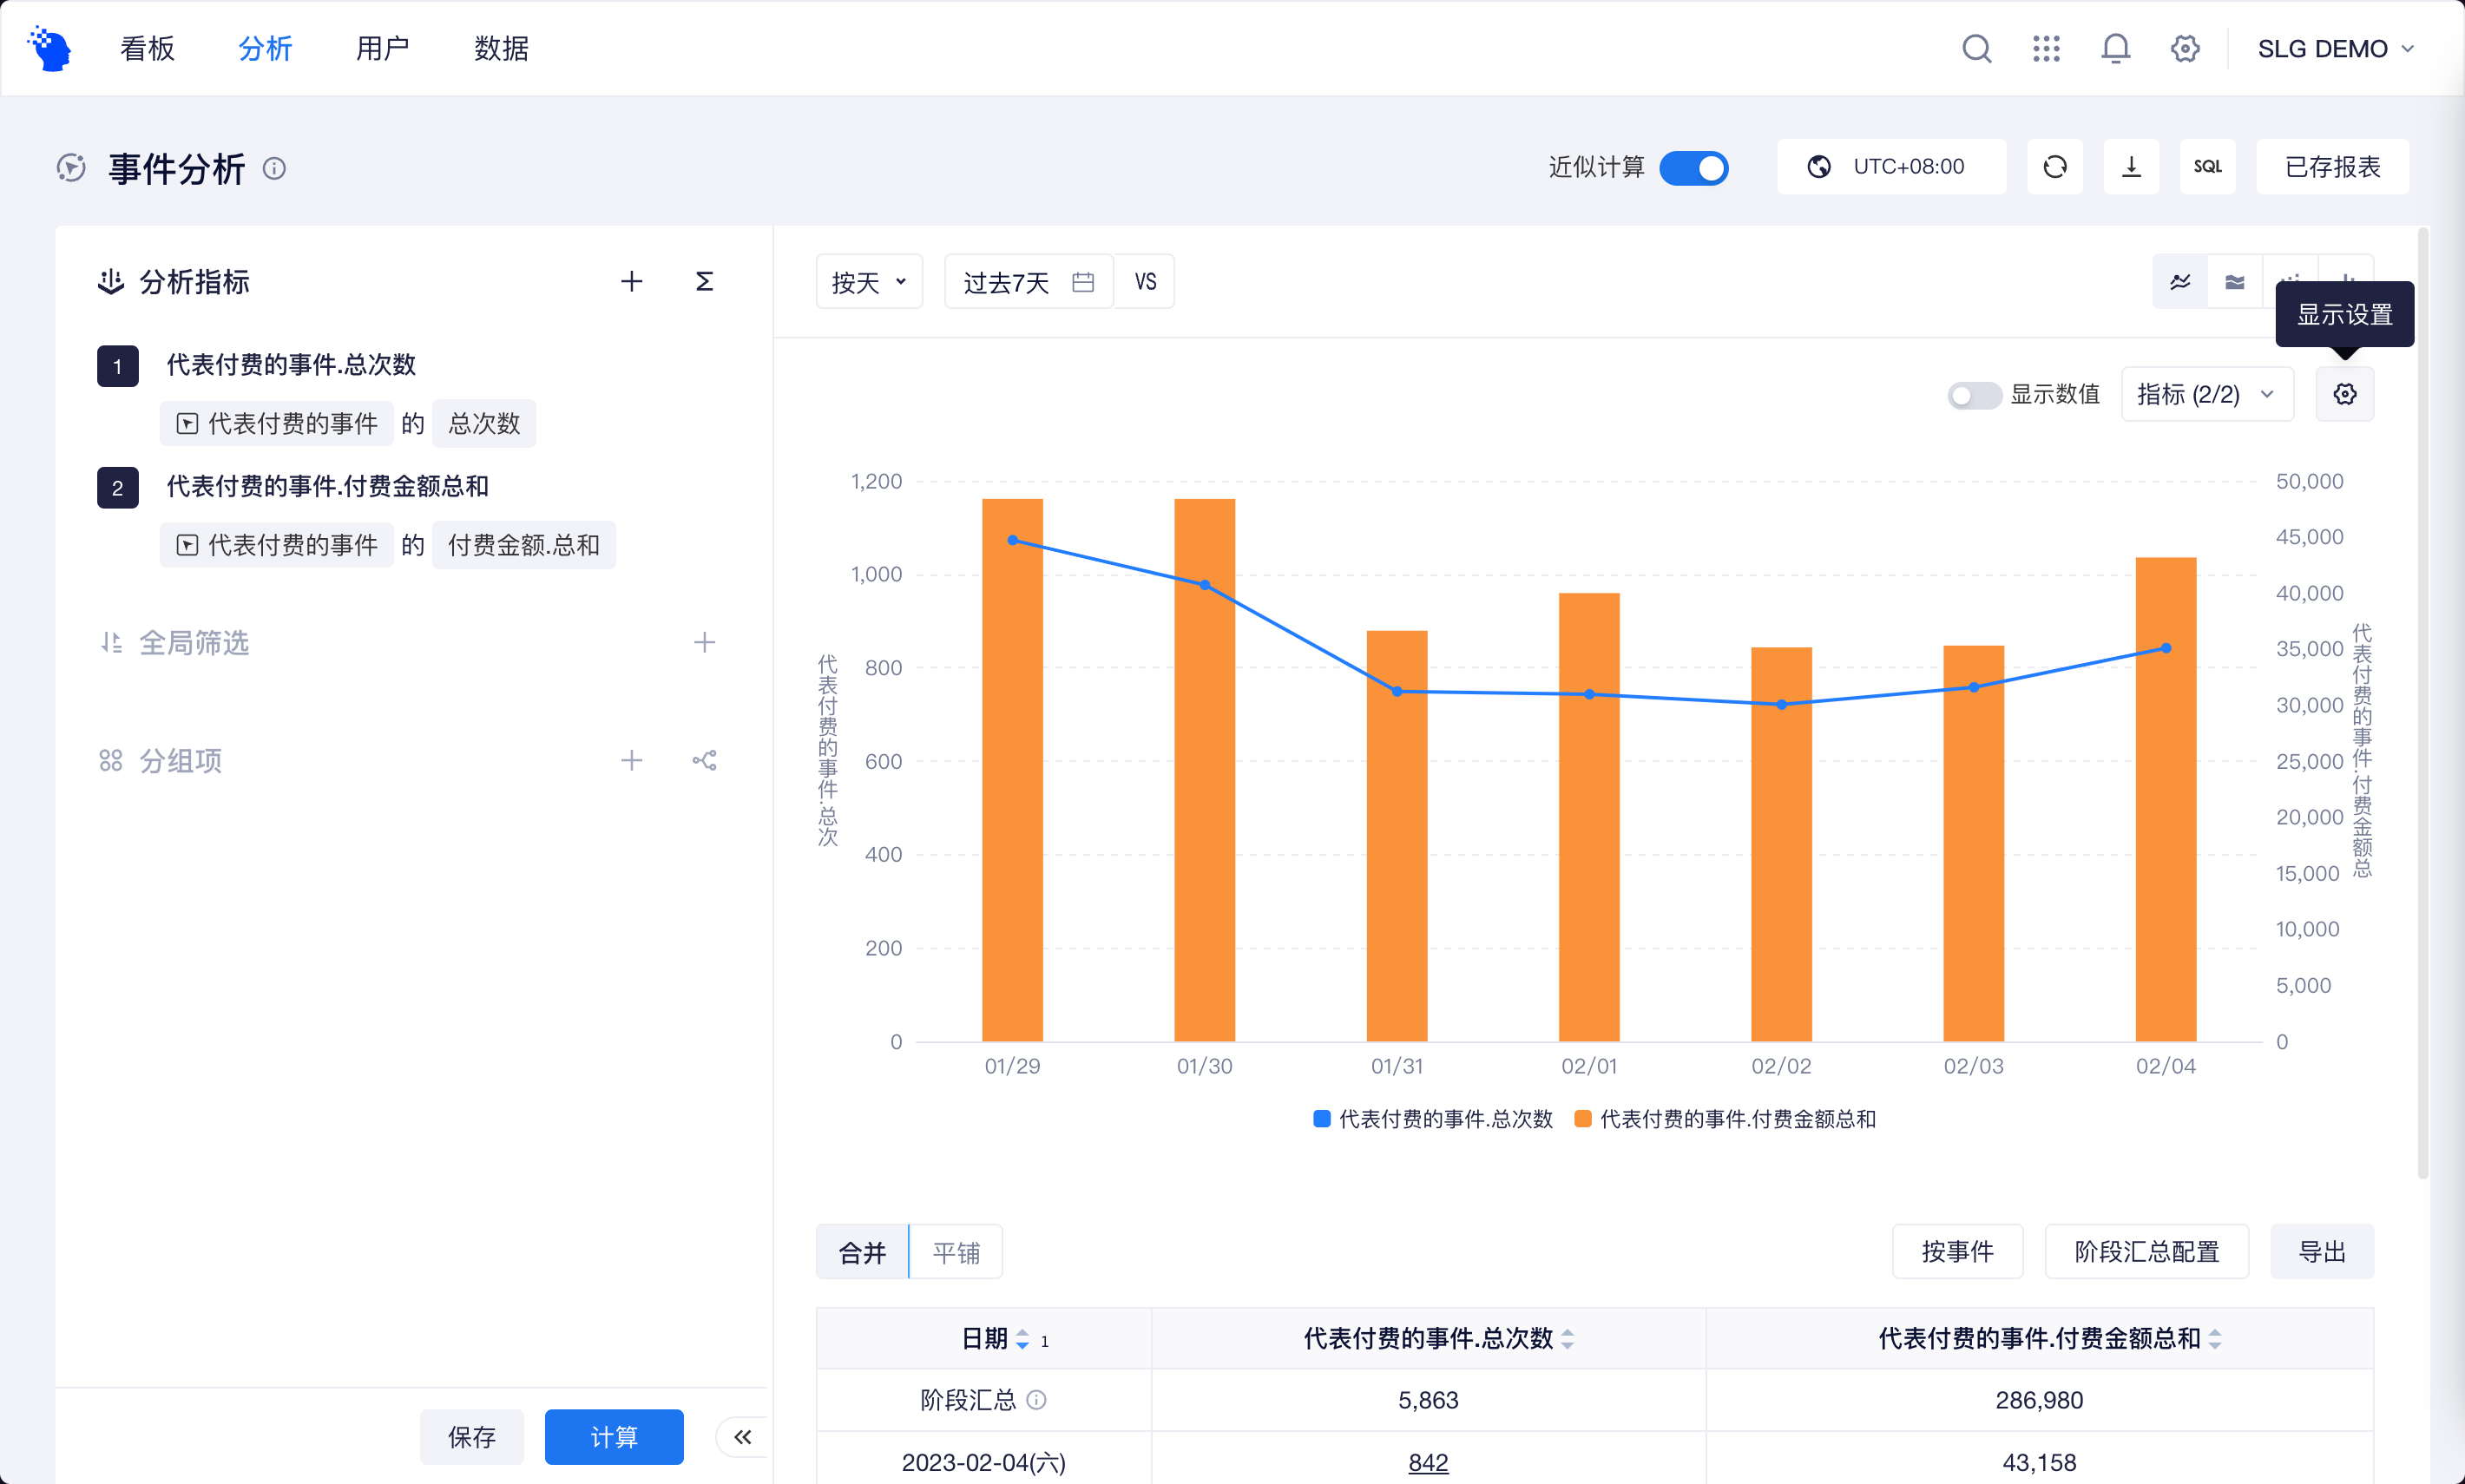 看板
分析
用户
数据
SLG DEMO
事件分析
近似计算
UTC+08:00
SQL
已存报表
分析指标
1
代表付费的事件.总次数
代表付费的事件 的 总次数
2
代表付费的事件.付费金额总和
代表付费的事件 的 付费金额.总和
全局筛选
分组项
保存
计算
按天
过去7天
VS
显示设置
显示数值
指标 (2/2)
代表付费的事件.总次
1,200
1,000
800
600
400
200
0
50,000
45,000
40,000
35,000
30,000
25,000
20,000
15,000
10,000
5,000
0
代表付费的事件.付费金额总
01/29 01/30 01/31 02/01 02/02 02/03 02/04
代表付费的事件.总次数 代表付费的事件.付费金额总和
合并
平铺
按事件
阶段汇总配置
导出
日期 1 代表付费的事件.总次数 代表付费的事件.付费金额总和
阶段汇总 5,863 286,980
2023-02-04(六) 842 43,158